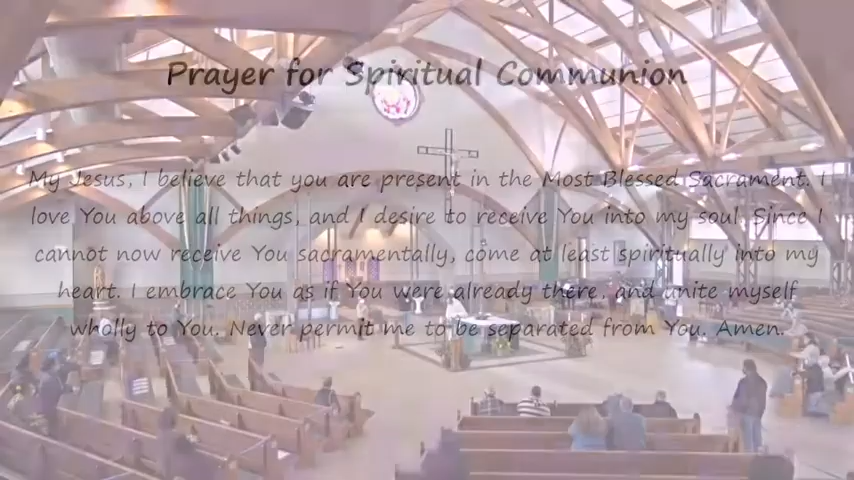 Prayer for Spiritual Communion
My Jesus, I believe that you are present in the Most Blessed Sacrament. I
love You above all things, and I desire to receive You into my soul. Since I
cannot now receive You sacramentally, come at least spiritually into my
heart. I embrace You as if You were already there, and unite myself
wholly to You. Never permit me to be separated from You. Amen.